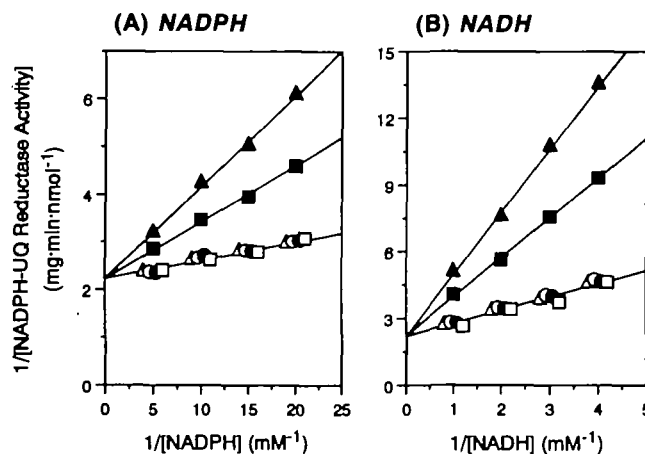 (A) NADPH
(B) NADH
1/[NADPH-UQ Reductase Activity]
(mg·min·nmol⁻¹)
6
4
2
0
0 5 10 15 20 25
1/[NADPH] (mM⁻¹)
15
12
9
6
3
0
0 1 2 3 4 5
1/[NADH] (mM⁻¹)